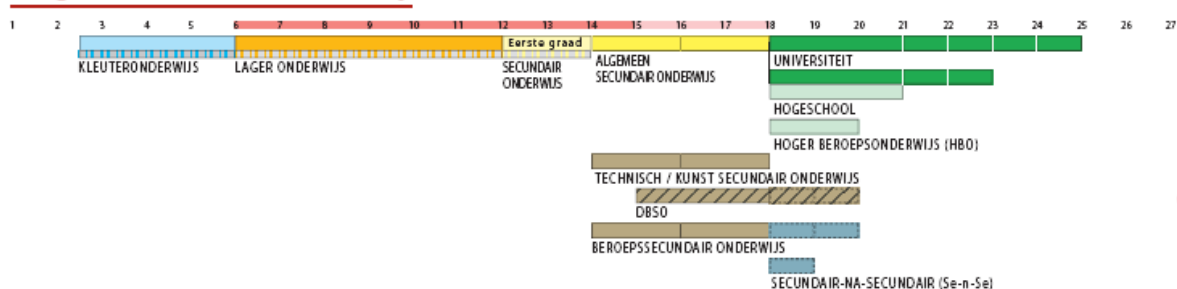 1 2 3 4 5 6 7 8 9 10 11 12 13 14 15 16 17 18 19 20 21 22 23 24 25 26 27
Eerste graad
KLEUTERONDERWIJS
LAGER ONDERWIJS
SECUNDAIR
ONDERWIJS
ALGEMEEN
SECUNDAIR ONDERWIJS
UNIVERSITEIT
HOGESCHOOL
HOGER BEROEPSONDERWIJS (HBO)
TECHNISCH / KUNST SECUNDAIR ONDERWIJS
DBSO
BEROEPSSECUNDAIR ONDERWIJS
SECUNDAIR-NA-SECUNDAIR (Se-n-Se)